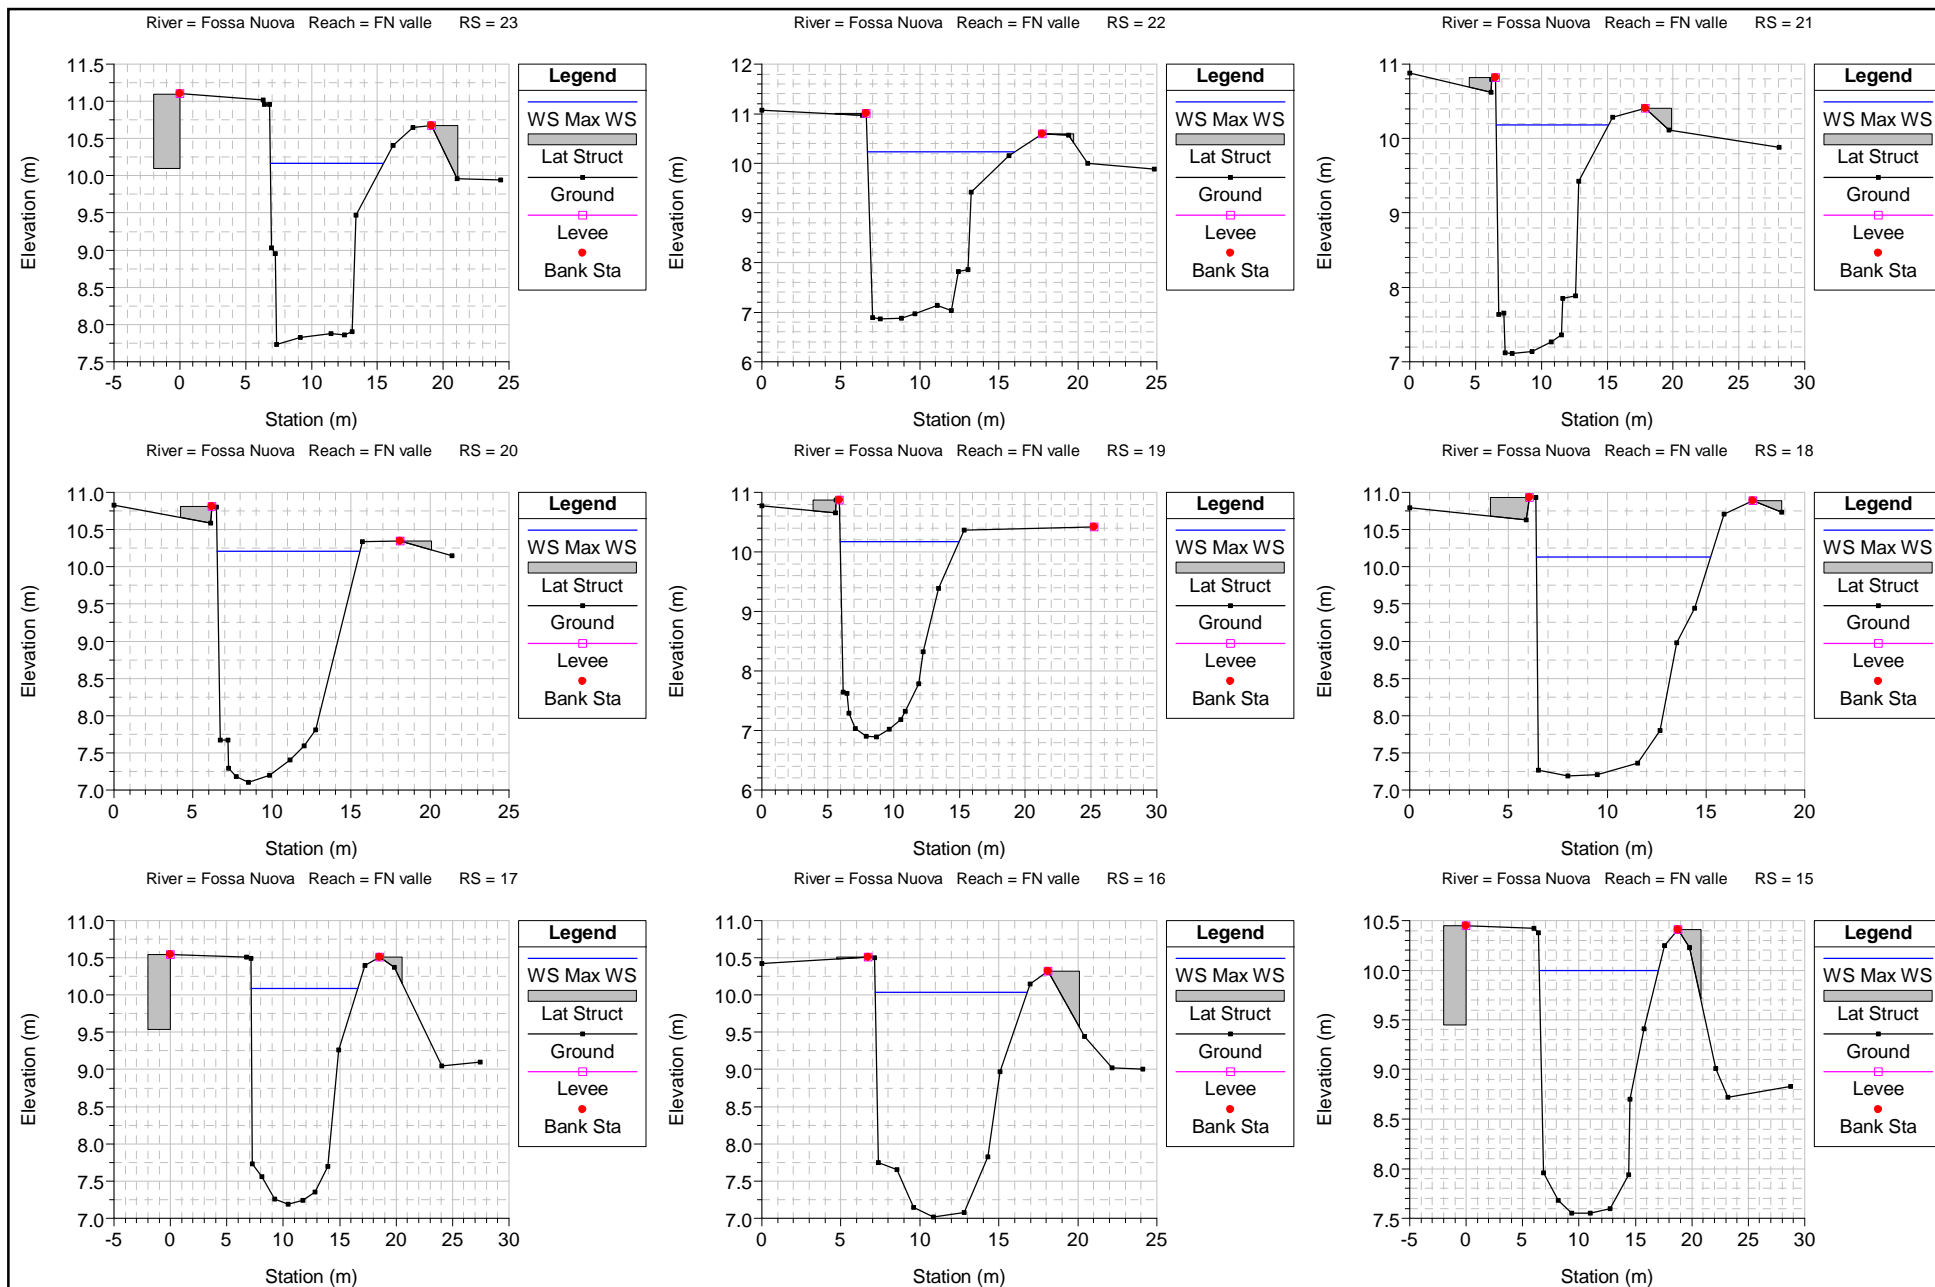 River = Fossa Nuova Reach = FN valle RS = 23
11.5
11.0
10.5
10.0
9.5
9.0
8.5
8.0
7.5
-5 0 5 10 15 20 25
Station (m)
Elevation (m)
Legend
WS Max WS
Lat Struct
Ground
Levee
Bank Sta
River = Fossa Nuova Reach = FN valle RS = 22
12
11
10
9
8
7
6
0 5 10 15 20 25
Station (m)
Elevation (m)
Legend
WS Max WS
Lat Struct
Ground
Levee
Bank Sta
River = Fossa Nuova Reach = FN valle RS = 21
11
10
9
8
7
0 5 10 15 20 25 30
Station (m)
Elevation (m)
Legend
WS Max WS
Lat Struct
Ground
Levee
Bank Sta
River = Fossa Nuova Reach = FN valle RS = 20
11.0
10.5
10.0
9.5
9.0
8.5
8.0
7.5
7.0
0 5 10 15 20 25
Station (m)
Elevation (m)
Legend
WS Max WS
Lat Struct
Ground
Levee
Bank Sta
River = Fossa Nuova Reach = FN valle RS = 19
11
10
9
8
7
6
0 5 10 15 20 25 30
Station (m)
Elevation (m)
Legend
WS Max WS
Lat Struct
Ground
Levee
Bank Sta
River = Fossa Nuova Reach = FN valle RS = 18
11.0
10.5
10.0
9.5
9.0
8.5
8.0
7.5
7.0
0 5 10 15 20
Station (m)
Elevation (m)
Legend
WS Max WS
Lat Struct
Ground
Levee
Bank Sta
River = Fossa Nuova Reach = FN valle RS = 17
11.0
10.5
10.0
9.5
9.0
8.5
8.0
7.5
7.0
-5 0 5 10 15 20 25 30
Station (m)
Elevation (m)
Legend
WS Max WS
Lat Struct
Ground
Levee
Bank Sta
River = Fossa Nuova Reach = FN valle RS = 16
11.0
10.5
10.0
9.5
9.0
8.5
8.0
7.5
7.0
0 5 10 15 20 25
Station (m)
Elevation (m)
Legend
WS Max WS
Lat Struct
Ground
Levee
Bank Sta
River = Fossa Nuova Reach = FN valle RS = 15
10.5
10.0
9.5
9.0
8.5
8.0
7.5
-5 0 5 10 15 20 25 30
Station (m)
Elevation (m)
Legend
WS Max WS
Lat Struct
Ground
Levee
Bank Sta